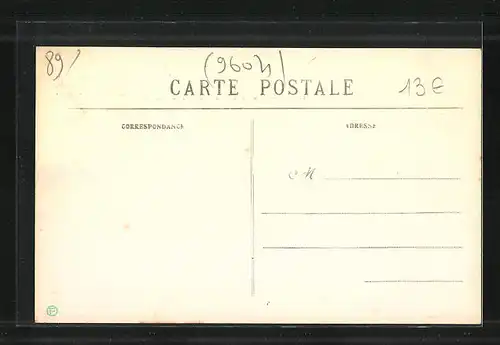 89/
(9604)
CARTE POSTALE
13€
CORRESPONDANCE
ADRESSE
M